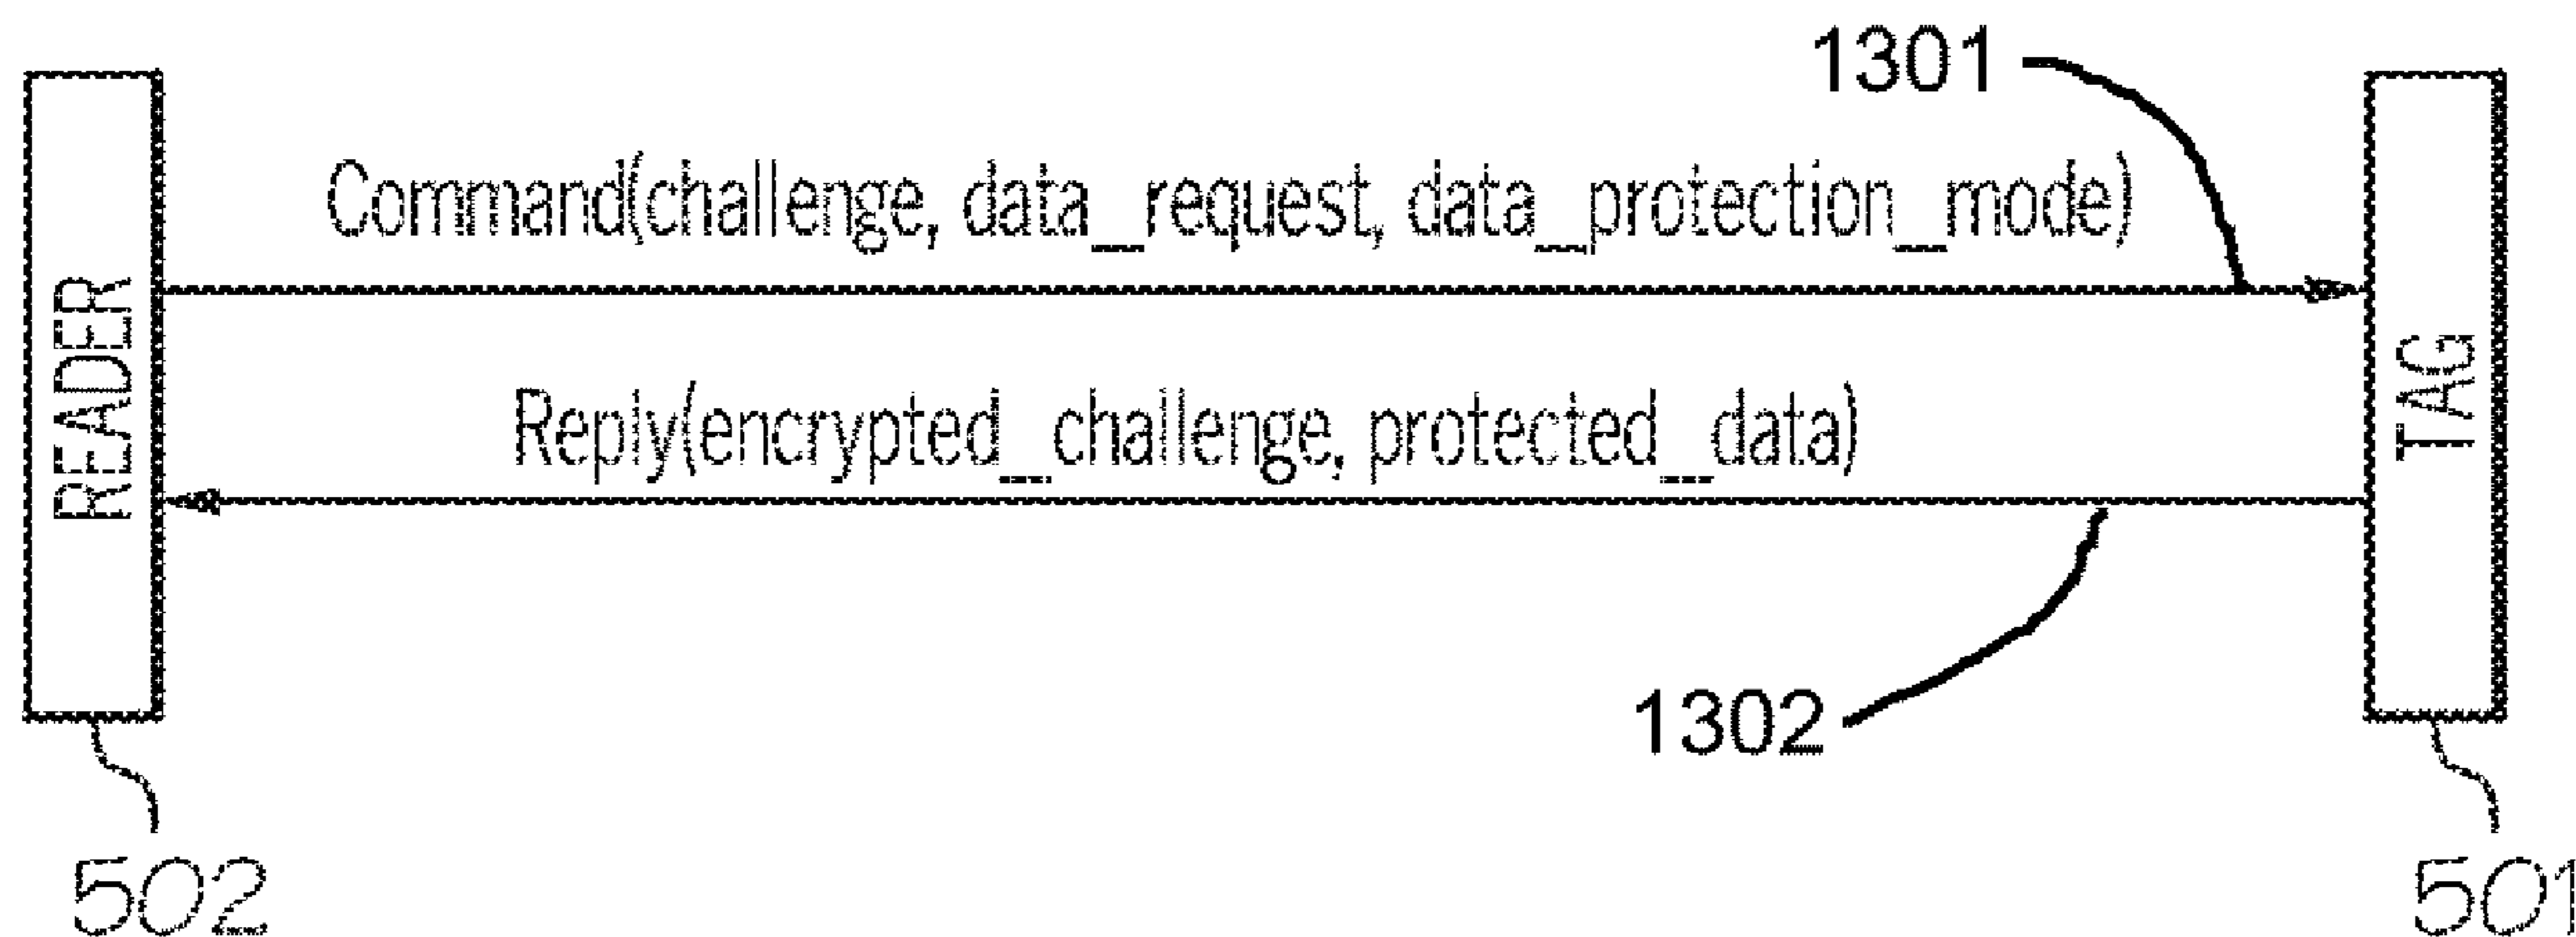 1301
Command(challenge, data_request, data_protection_mode)
READER
TAG
Reply(encrypted_challenge, protected_data)
1302
502
501